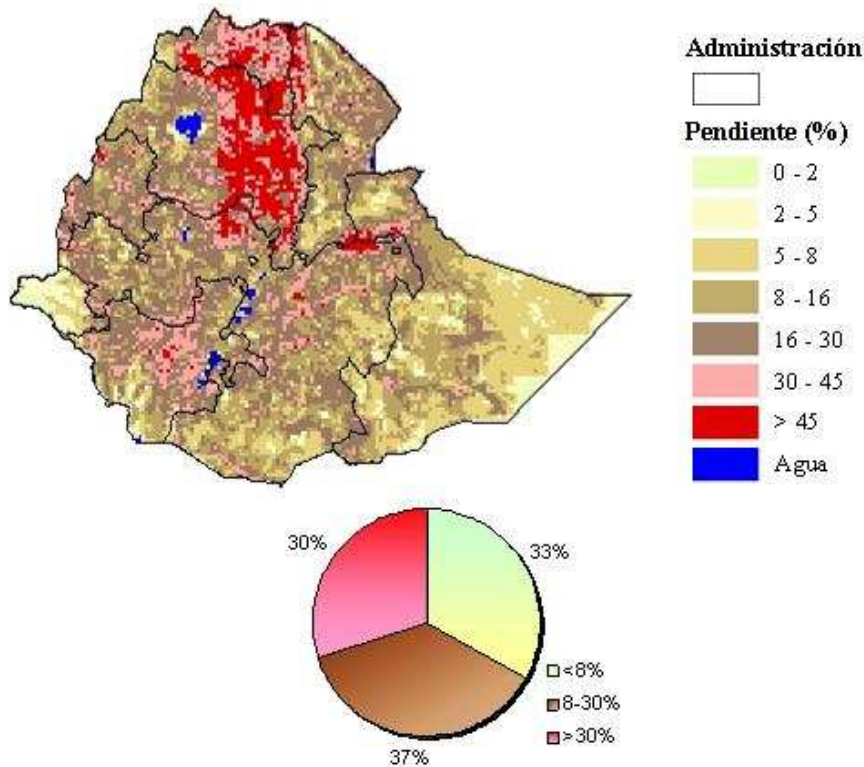 Administración
Pendiente (%)
0 - 2
2 - 5
5 - 8
8 - 16
16 - 30
30 - 45
> 45
Agua
30%
33%
<8%
8-30%
>30%
37%